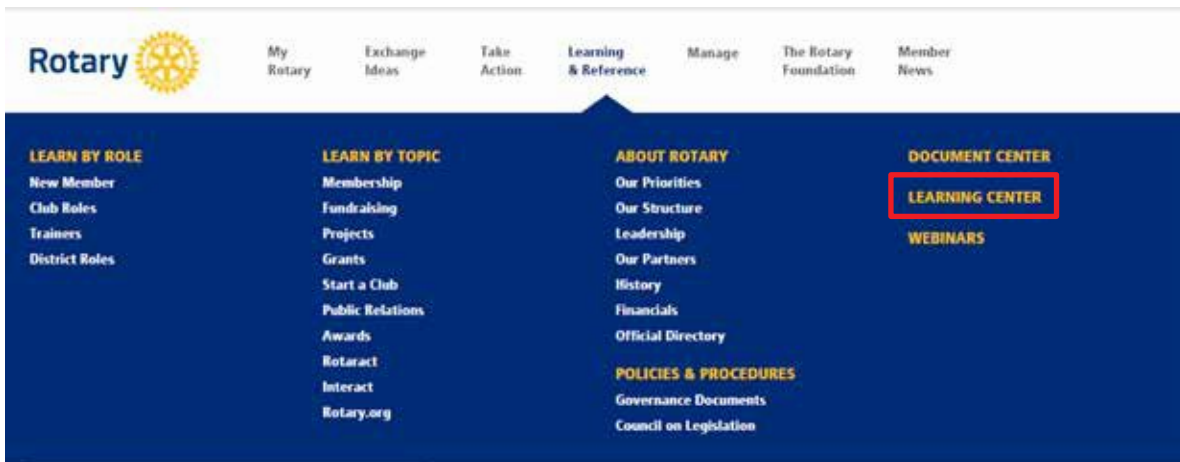 Rotary
My
Rotary
Exchange
Ideas
Take
Action
Learning
& Reference
Manage
The Rotary
Foundation
Member
News
LEARN BY ROLE
New Member
Club Roles
Trainers
District Roles
LEARN BY TOPIC
Membership
Fundraising
Projects
Grants
Start a Club
Public Relations
Awards
Rotaract
Interact
Rotary.org
ABOUT ROTARY
Our Priorities
Our Structure
Leadership
Our Partners
History
Financials
Official Directory
POLICIES & PROCEDURES
Governance Documents
Council on Legislation
DOCUMENT CENTER
LEARNING CENTER
WEBINARS